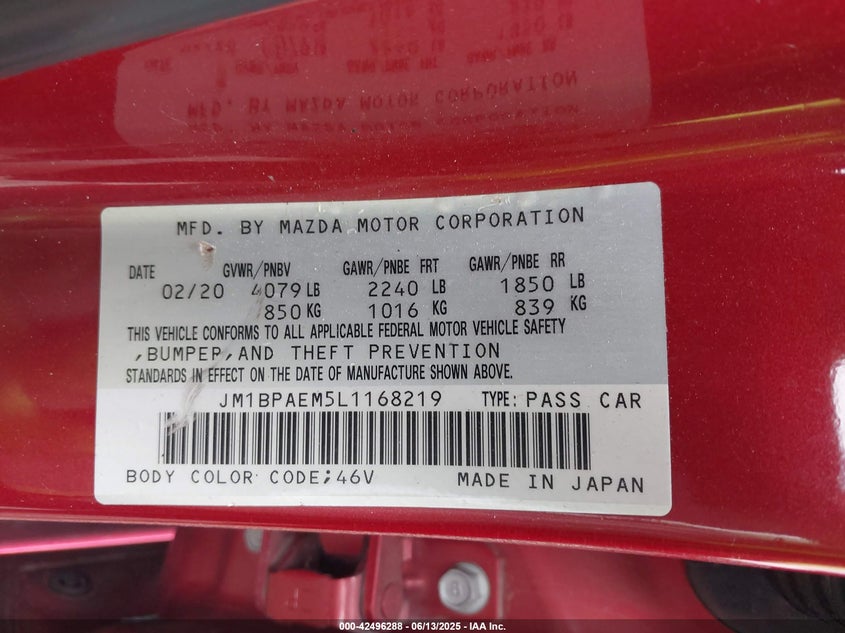 MFD. BY MAZDA MOTOR CORPORATION
DATE GVWR/PNBV GAWR/PNBE FRT GAWR/PNBE RR
02/20 4079 LB 2240 LB 1850 LB
850 KG 1016 KG 839 KG
THIS VEHICLE CONFORMS TO ALL APPLICABLE FEDERAL MOTOR VEHICLE SAFETY
,BUMPER,AND THEFT PREVENTION
STANDARDS IN EFFECT ON THE DATE OF MANUFACTURE SHOWN ABOVE.
JM1BPAEM5L1168219 TYPE: PASS CAR
BODY COLOR CODE;46V MADE IN JAPAN
000-42496288 - 06/13/2025 - IAA Inc.